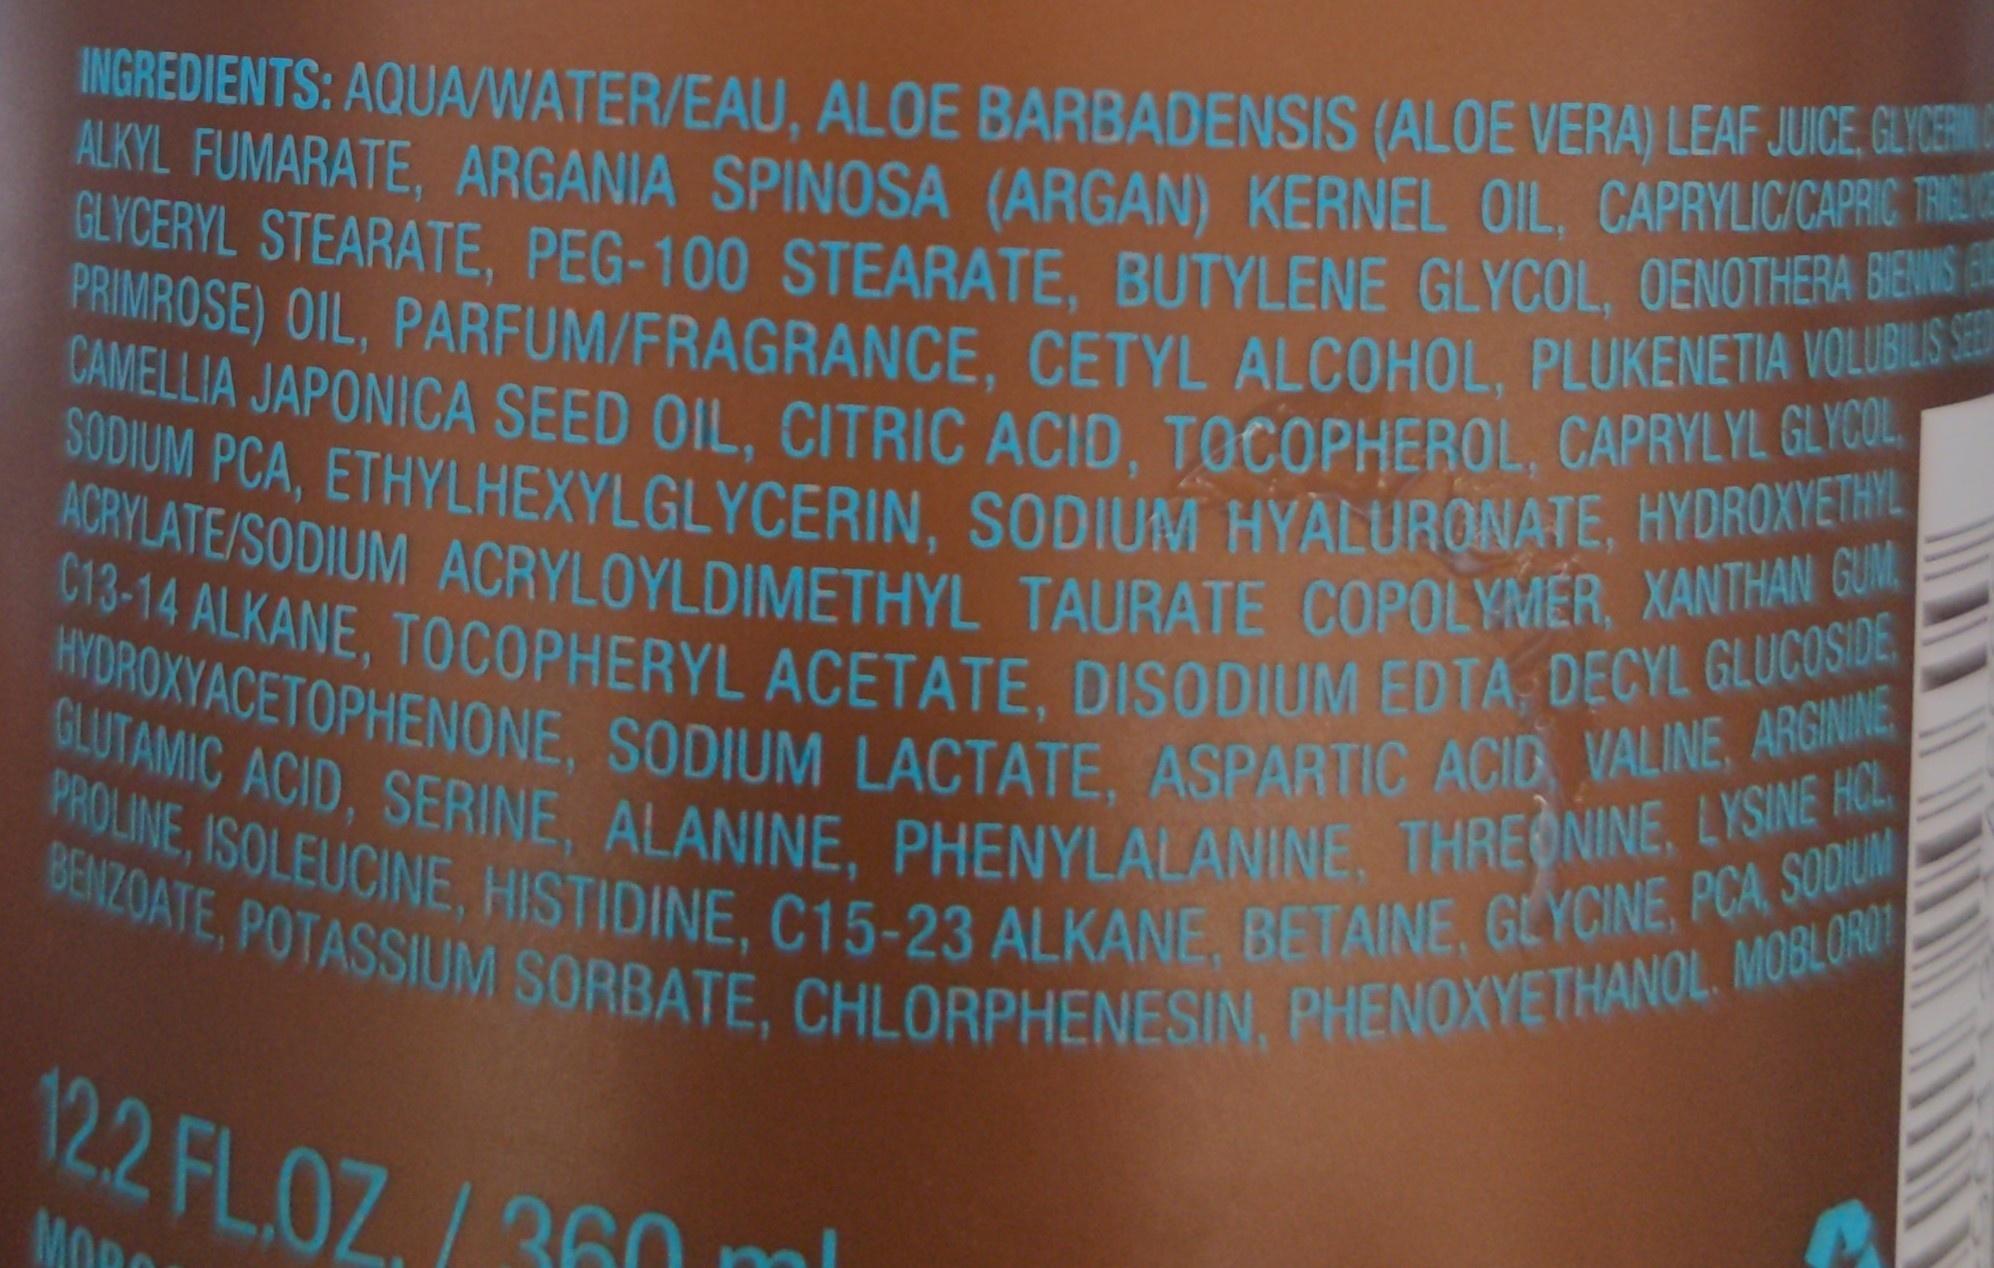 INGREDIENTS: AQUA/WATER/EAU, ALOE BARBADENSIS (ALOE VERA) LEAF JUICE, GLYCERIN,
ALKYL FUMARATE, ARGANIA SPINOSA (ARGAN) KERNEL OIL, CAPRYLIC/CAPRIC
GLYCERYL STEARATE, PEG-100 STEARATE, BUTYLENE GLYCOL, OENOTHERA BIENNIS
PRIMROSE) OIL, PARFUM/FRAGRANCE, CETYL ALCOHOL, PLUKENETIA VOLUBILIS SEED
CAMELLIA JAPONICA SEED OIL, CITRIC ACID, TOCOPHEROL, CAPRYLYL GLYCOL,
SODIUM PCA, ETHYLHEXYLGLYCERIN, SODIUM HYALURONATE, HYDROXYETHYL
ACRYLATE/SODIUM ACRYLOYLDIMETHYL TAURATE COPOLYMER, XANTHAN GUM,
C13-14 ALKANE, TOCOPHERYL ACETATE, DISODIUM EDTA, DECYL GLUCOSIDE,
HYDROXYACETOPHENONE, SODIUM LACTATE, ASPARTIC ACID, VALINE, ARGININE,
GLUTAMIC ACID, SERINE, ALANINE, PHENYLALANINE, THREONINE, LYSINE HCL,
PROLINE, ISOLEUCINE, HISTIDINE, C15-23 ALKANE, BETAINE, GLYCINE, PCA, SODIUM
BENZOATE, POTASSIUM SORBATE, CHLORPHENESIN, PHENOXYETHANOL. MOBLOR01
12.2 FL.OZ. / 360 ml